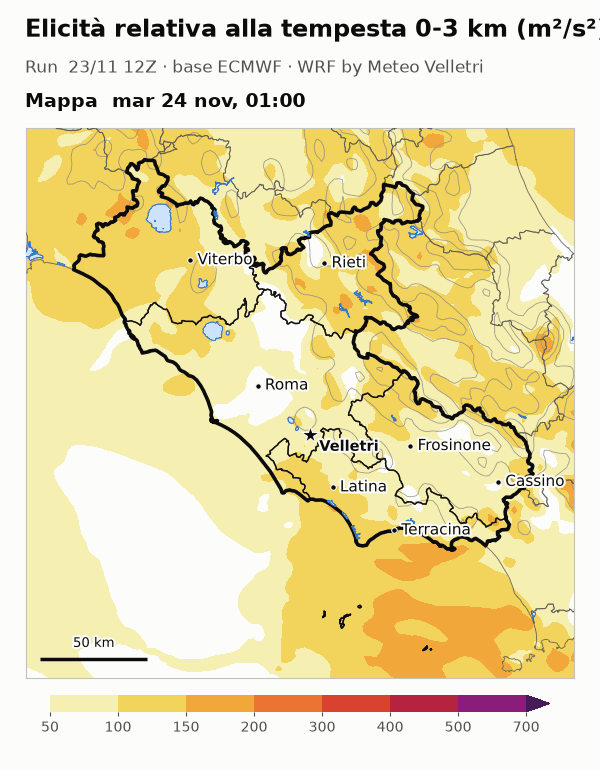 Elicità relativa alla tempesta 0-3 km (m²/s²)
Run 23/11 12Z · base ECMWF · WRF by Meteo Velletri
Mappa mar 24 nov, 01:00
Viterbo
Rieti
Roma
Velletri
Frosinone
Latina
Cassino
Terracina
50 km
50 100 150 200 300 400 500 700